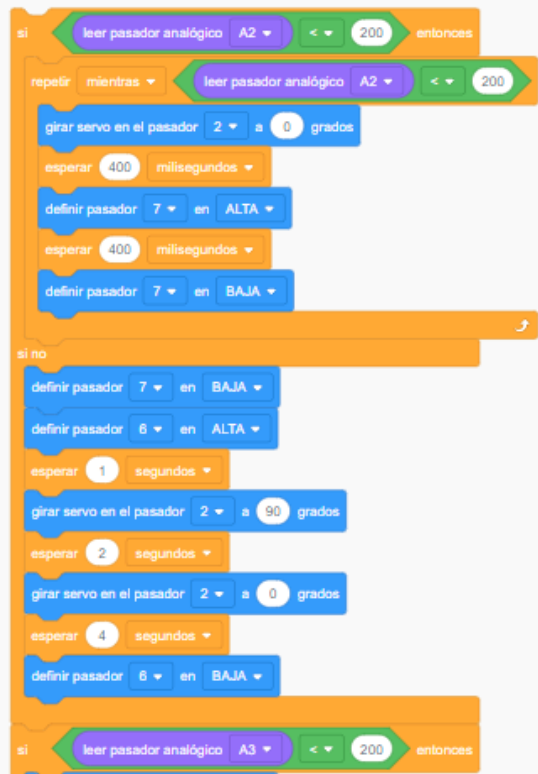 si leer pasador analógico A2 < 200 entonces
repetir mientras leer pasador analógico A2 < 200
girar servo en el pasador 2 a 0 grados
esperar 400 milisegundos
definir pasador 7 en ALTA
esperar 400 milisegundos
definir pasador 7 en BAJA
si no
definir pasador 7 en BAJA
definir pasador 6 en ALTA
esperar 1 segundos
girar servo en el pasador 2 a 90 grados
esperar 2 segundos
girar servo en el pasador 2 a 0 grados
esperar 4 segundos
definir pasador 6 en BAJA
si leer pasador analógico A3 < 200 entonces